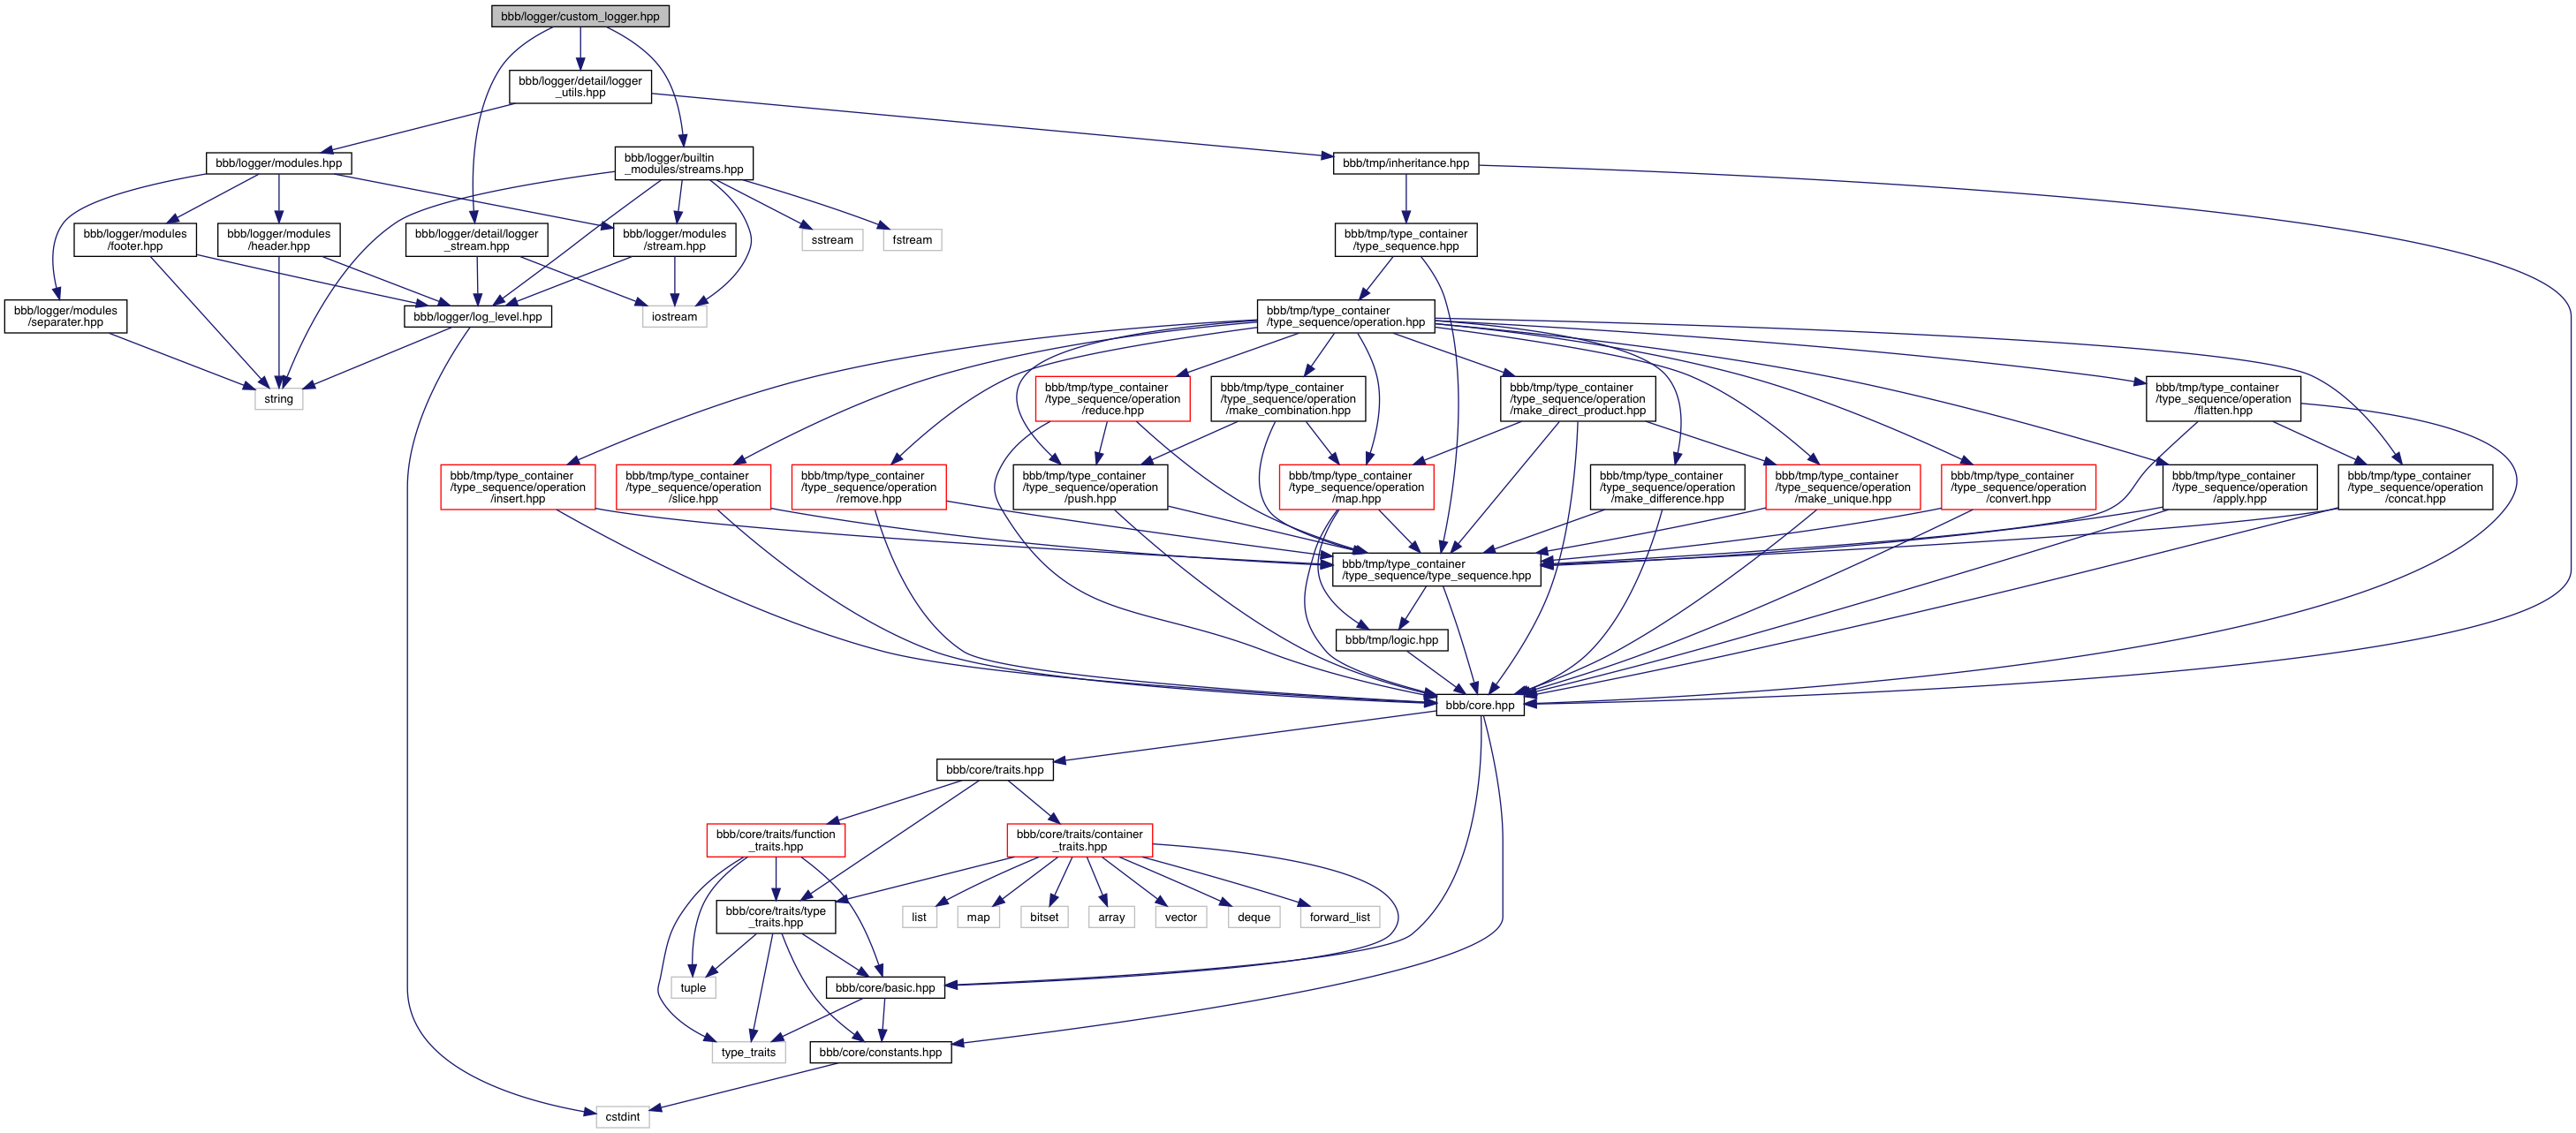 bbb/logger/custom_logger.hpp
bbb/logger/detail/logger
_utils.hpp
bbb/logger/modules.hpp
bbb/logger/builtin
_modules/streams.hpp
bbb/tmp/inheritance.hpp
bbb/logger/modules
/footer.hpp
bbb/logger/modules
/header.hpp
bbb/logger/detail/logger
_stream.hpp
bbb/logger/modules
/stream.hpp
sstream
fstream
bbb/tmp/type_container
/type_sequence.hpp
bbb/logger/modules
/separater.hpp
bbb/logger/log_level.hpp
iostream
bbb/tmp/type_container
/type_sequence/operation.hpp
string
bbb/tmp/type_container
/type_sequence/operation
/reduce.hpp
bbb/tmp/type_container
/type_sequence/operation
/make_combination.hpp
bbb/tmp/type_container
/type_sequence/operation
/make_direct_product.hpp
bbb/tmp/type_container
/type_sequence/operation
/flatten.hpp
bbb/tmp/type_container
/type_sequence/operation
/insert.hpp
bbb/tmp/type_container
/type_sequence/operation
/slice.hpp
bbb/tmp/type_container
/type_sequence/operation
/remove.hpp
bbb/tmp/type_container
/type_sequence/operation
/push.hpp
bbb/tmp/type_container
/type_sequence/operation
/map.hpp
bbb/tmp/type_container
/type_sequence/operation
/make_difference.hpp
bbb/tmp/type_container
/type_sequence/operation
/make_unique.hpp
bbb/tmp/type_container
/type_sequence/operation
/convert.hpp
bbb/tmp/type_container
/type_sequence/operation
/apply.hpp
bbb/tmp/type_container
/type_sequence/operation
/concat.hpp
bbb/tmp/type_container
/type_sequence/type_sequence.hpp
bbb/tmp/logic.hpp
bbb/core.hpp
bbb/core/traits.hpp
bbb/core/traits/function
_traits.hpp
bbb/core/traits/container
_traits.hpp
bbb/core/traits/type
_traits.hpp
list
map
bitset
array
vector
deque
forward_list
tuple
bbb/core/basic.hpp
type_traits
bbb/core/constants.hpp
cstdint